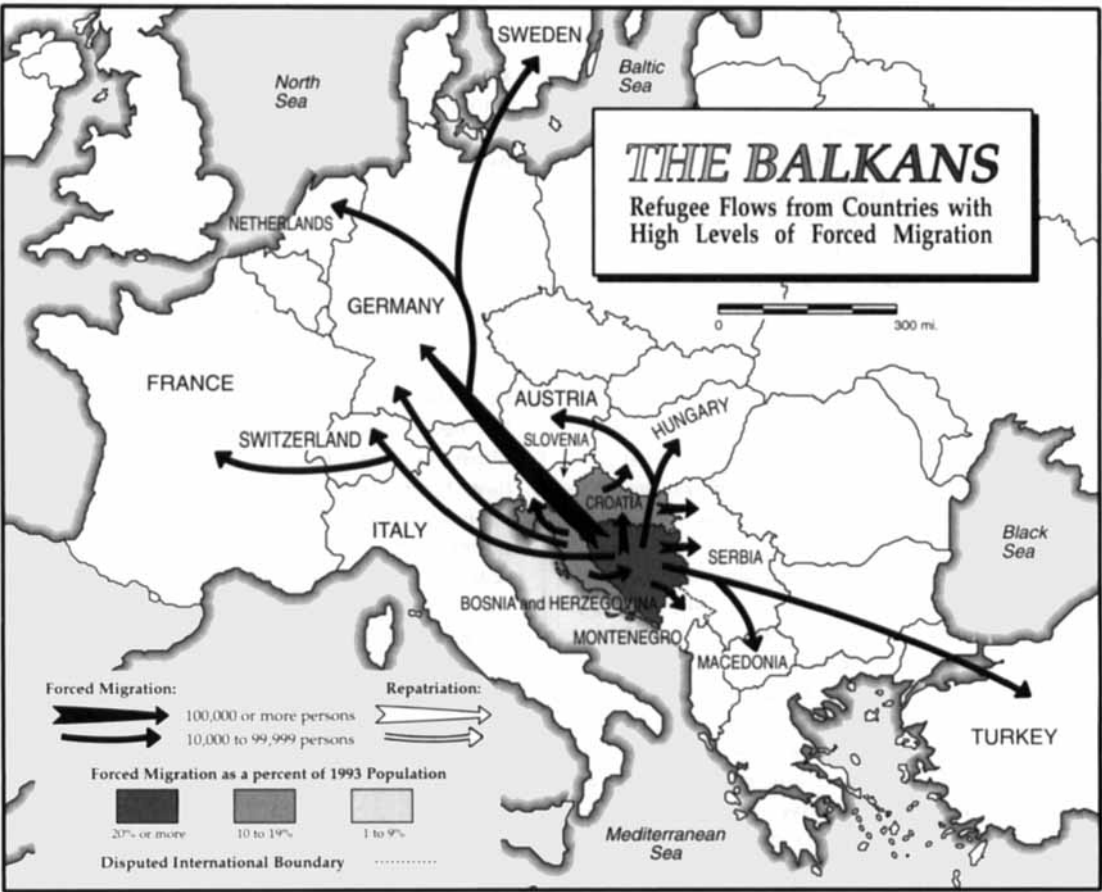 SWEDEN
North
Sea
Baltic
Sea
THE BALKANS
Refugee Flows from Countries with
High Levels of Forced Migration
NETHERLANDS
GERMANY
0 300 mi.
FRANCE
AUSTRIA
HUNGARY
SWITZERLAND
SLOVENIA
CROATIA
ITALY
Black
Sea
SERBIA
BOSNIA and HERZEGOVINA
MONTENEGRO
MACEDONIA
TURKEY
Forced Migration: Repatriation:
100,000 or more persons
10,000 to 99,999 persons
Forced Migration as a percent of 1993 Population
20% or more 10 to 19% 1 to 9%
Disputed International Boundary
Mediterranean
Sea